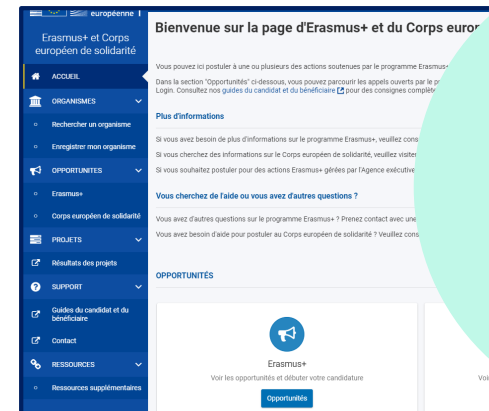 européenne
Erasmus+ et Corps
européen de solidarité
ACCUEIL
ORGANISMES
Rechercher un organisme
Enregistrer mon organisme
OPPORTUNITES
Erasmus+
Corps européen de solidarité
PROJETS
Résultats des projets
SUPPORT
Guides du candidat et du
bénéficiaire
Contact
RESSOURCES
Ressources supplémentaires
Bienvenue sur la page d'Erasmus+ et du Corps europ
Vous pouvez ici postuler à une ou plusieurs des actions soutenues par le programme Erasmus+
Dans la section "Opportunités" ci-dessous, vous pouvez parcourir les appels ouverts par le pr
Login. Consultez nos guides du candidat et du bénéficiaire pour des consignes complèt
Plus d'informations
Si vous avez besoin de plus d'informations sur le programme Erasmus+, veuillez cons
Si vous cherchez des informations sur le Corps européen de solidarité, veuillez visiter
Si vous souhaitez postuler pour des actions Erasmus+ gérées par l'Agence exécutive
Vous cherchez de l'aide ou vous avez d'autres questions ?
Vous avez d'autres questions sur le programme Erasmus+ ? Prenez contact avec une
Vous avez besoin d'aide pour postuler au Corps européen de solidarité ? Veuillez cons
OPPORTUNITÉS
Erasmus+
Voir les opportunités et débuter votre candidature
Opportunités
Voi